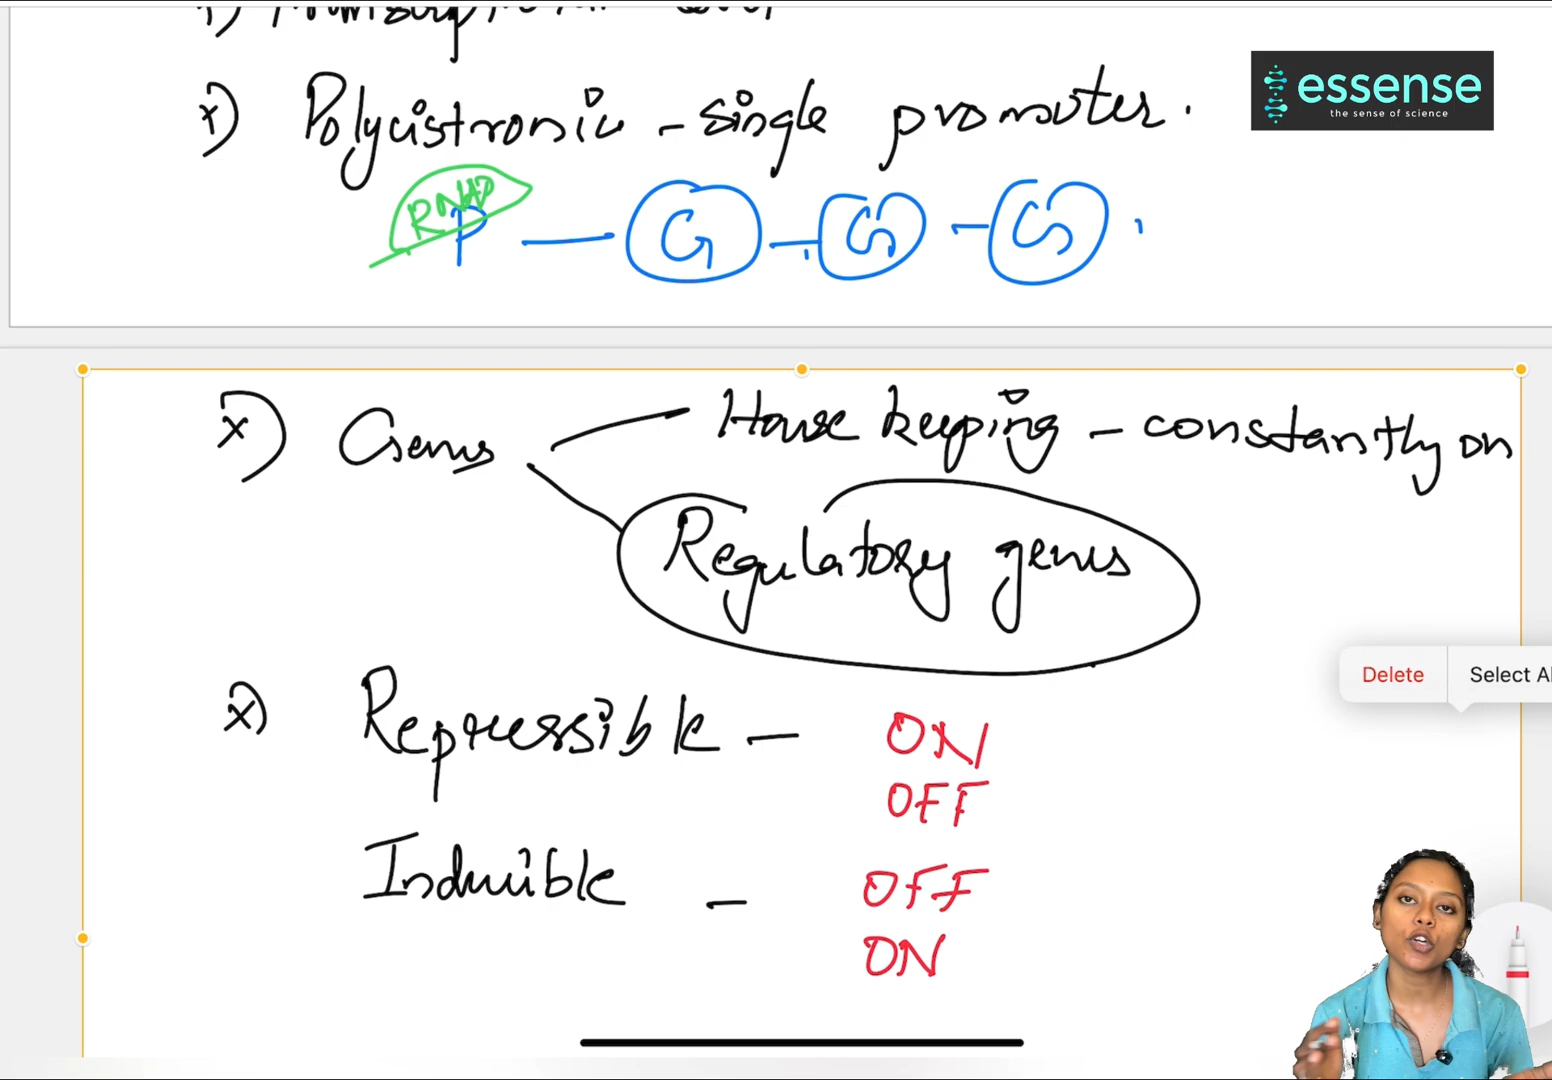 essense
the sense of science
x) Polycistronic - single promoter.
RNAP
P - G - G - G
x) Genes House keeping - constantly on
Regulatory genes
Delete Select Al
x) Repressible - ON
OFF
Inducible - OFF
ON